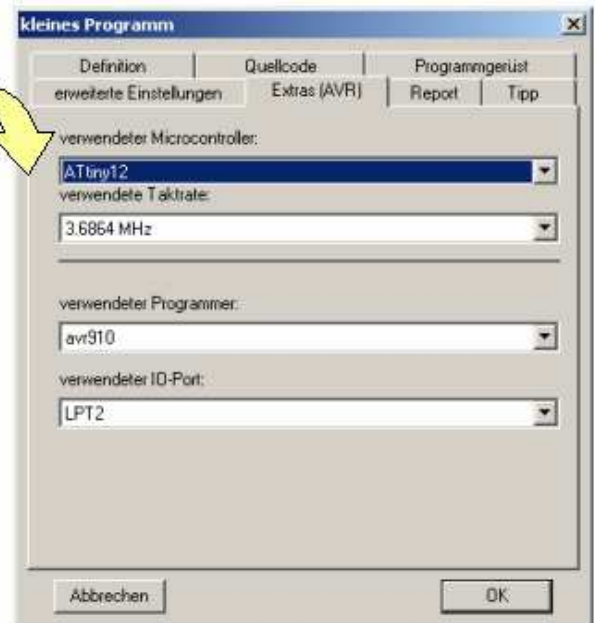 kleines Programm
Definition Quellcode Programmgerüst
erweiterte Einstellungen Extras (AVR) Report Tipp
verwendeter Microcontroller:
ATtiny12
verwendete Taktrate:
3.6864 MHz
verwendeter Programmer:
avr910
verwendeter IO-Port:
LPT2
Abbrechen OK